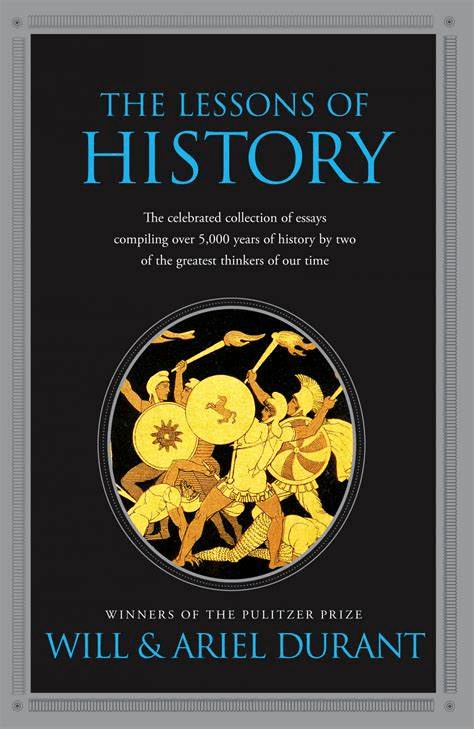 THE LESSONS OF
HISTORY
The celebrated collection of essays
compiling over 5,000 years of history by two
of the greatest thinkers of our time
WINNERS OF THE PULITZER PRIZE
WILL & ARIEL DURANT